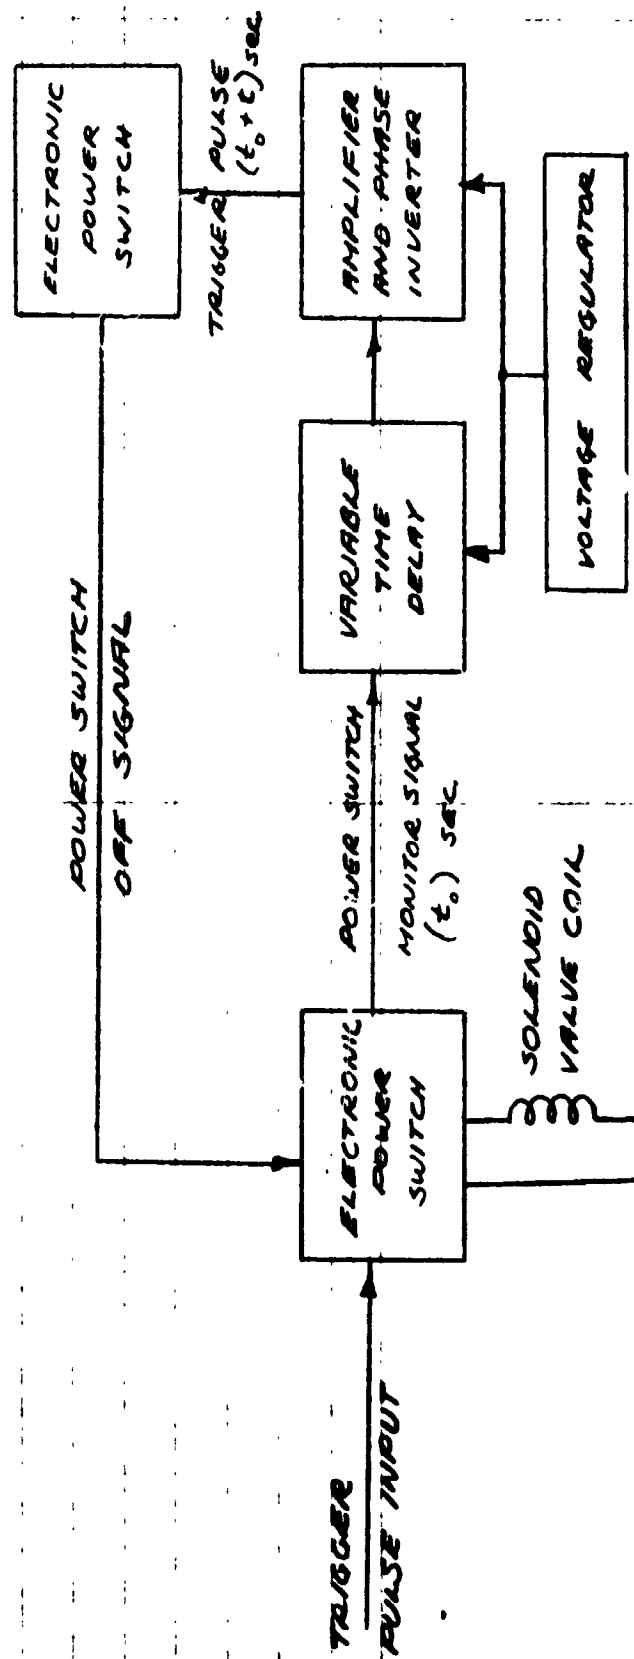 ELECTRONIC
POWER
SWITCH
POWER SWITCH
OFF SIGNAL
TRIGGER PULSE
(t₀ + t) sec
TRIGGER
PULSE INPUT
ELECTRONIC
POWER
SWITCH
POWER SWITCH
MONITOR SIGNAL
(t₀) SEC
VARIABLE
TIME
DELAY
AMPLIFIER
AND PHASE
INVERTER
SOLENOID
VALVE COIL
VOLTAGE REGULATOR